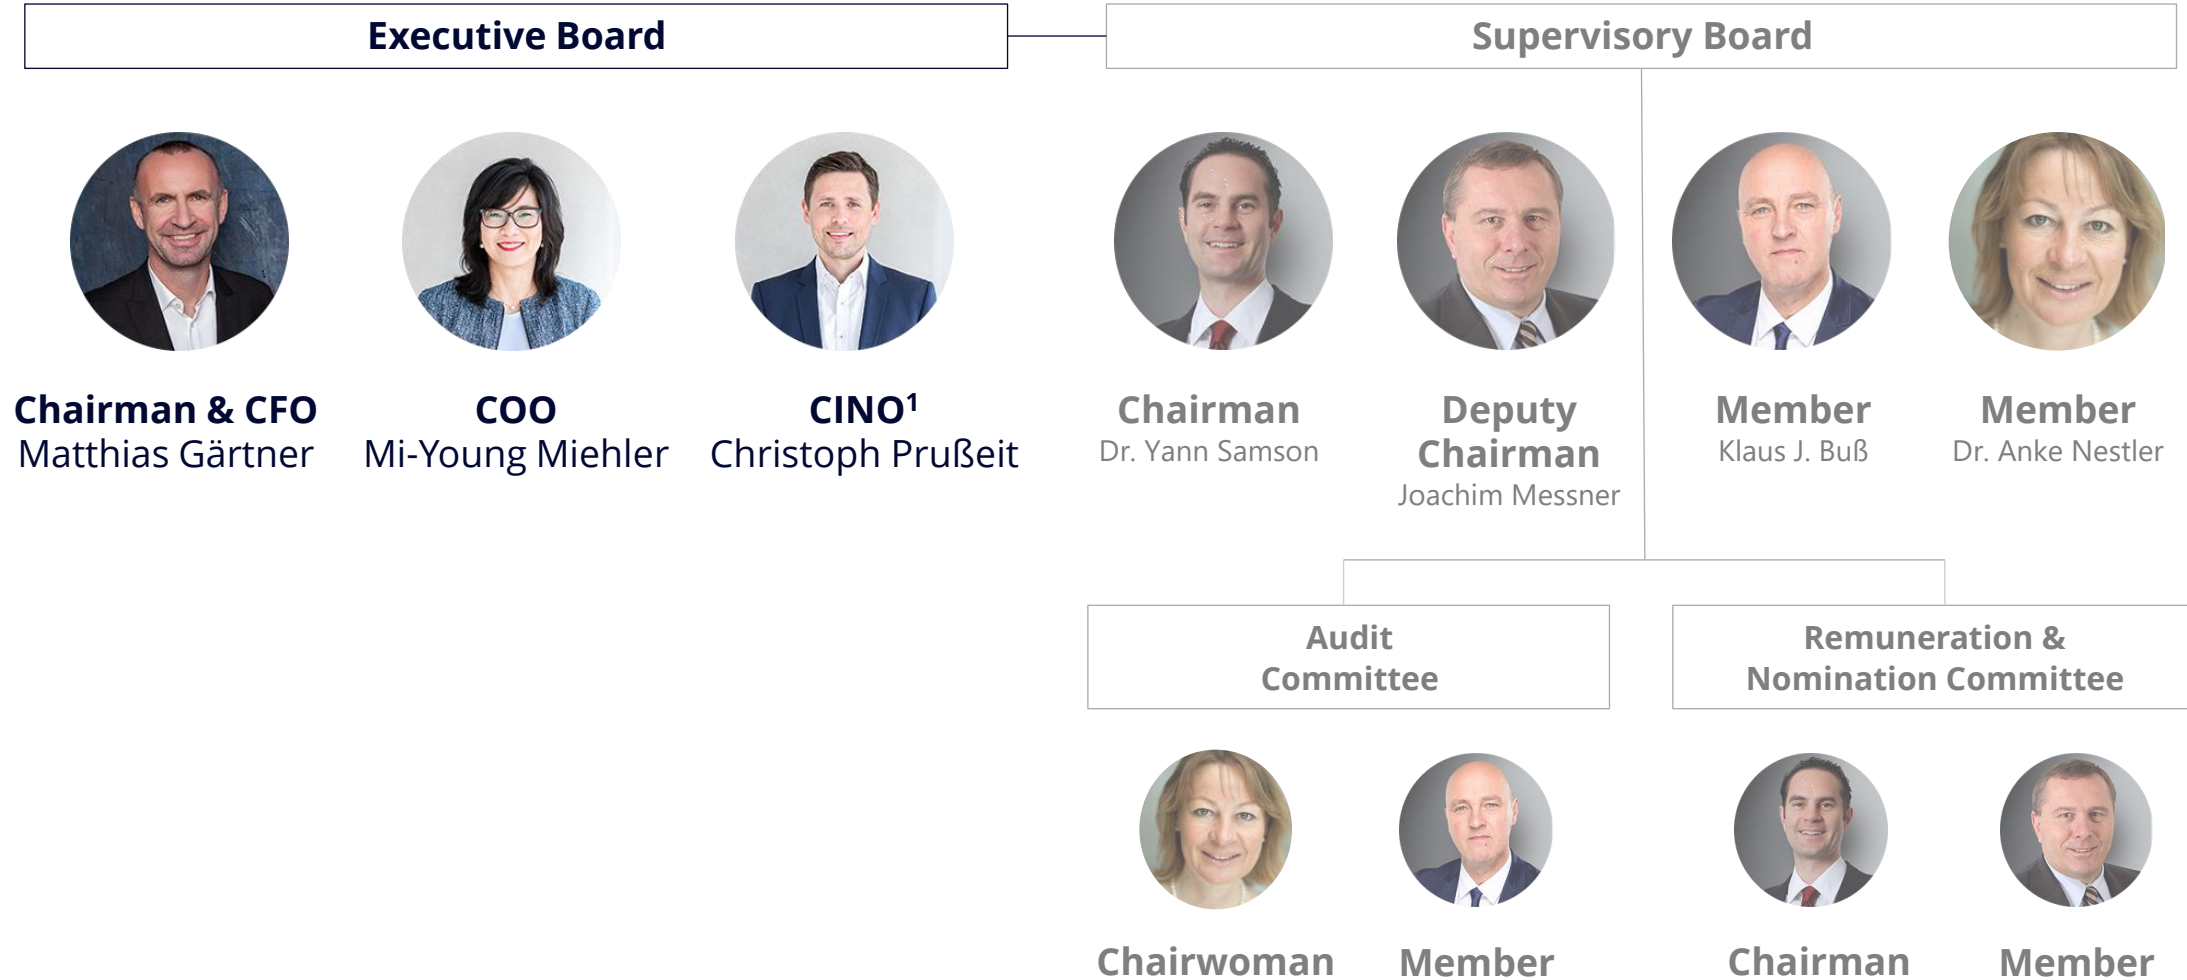 Executive Board
Supervisory Board
Chairman & CFO
Matthias Gärtner
COO
Mi-Young Miehler
CINO¹
Christoph Prußeit
Chairman
Dr. Yann Samson
Deputy
Chairman
Joachim Messner
Member
Klaus J. Buß
Member
Dr. Anke Nestler
Audit
Committee
Remuneration &
Nomination Committee
Chairwoman
Member
Chairman
Member